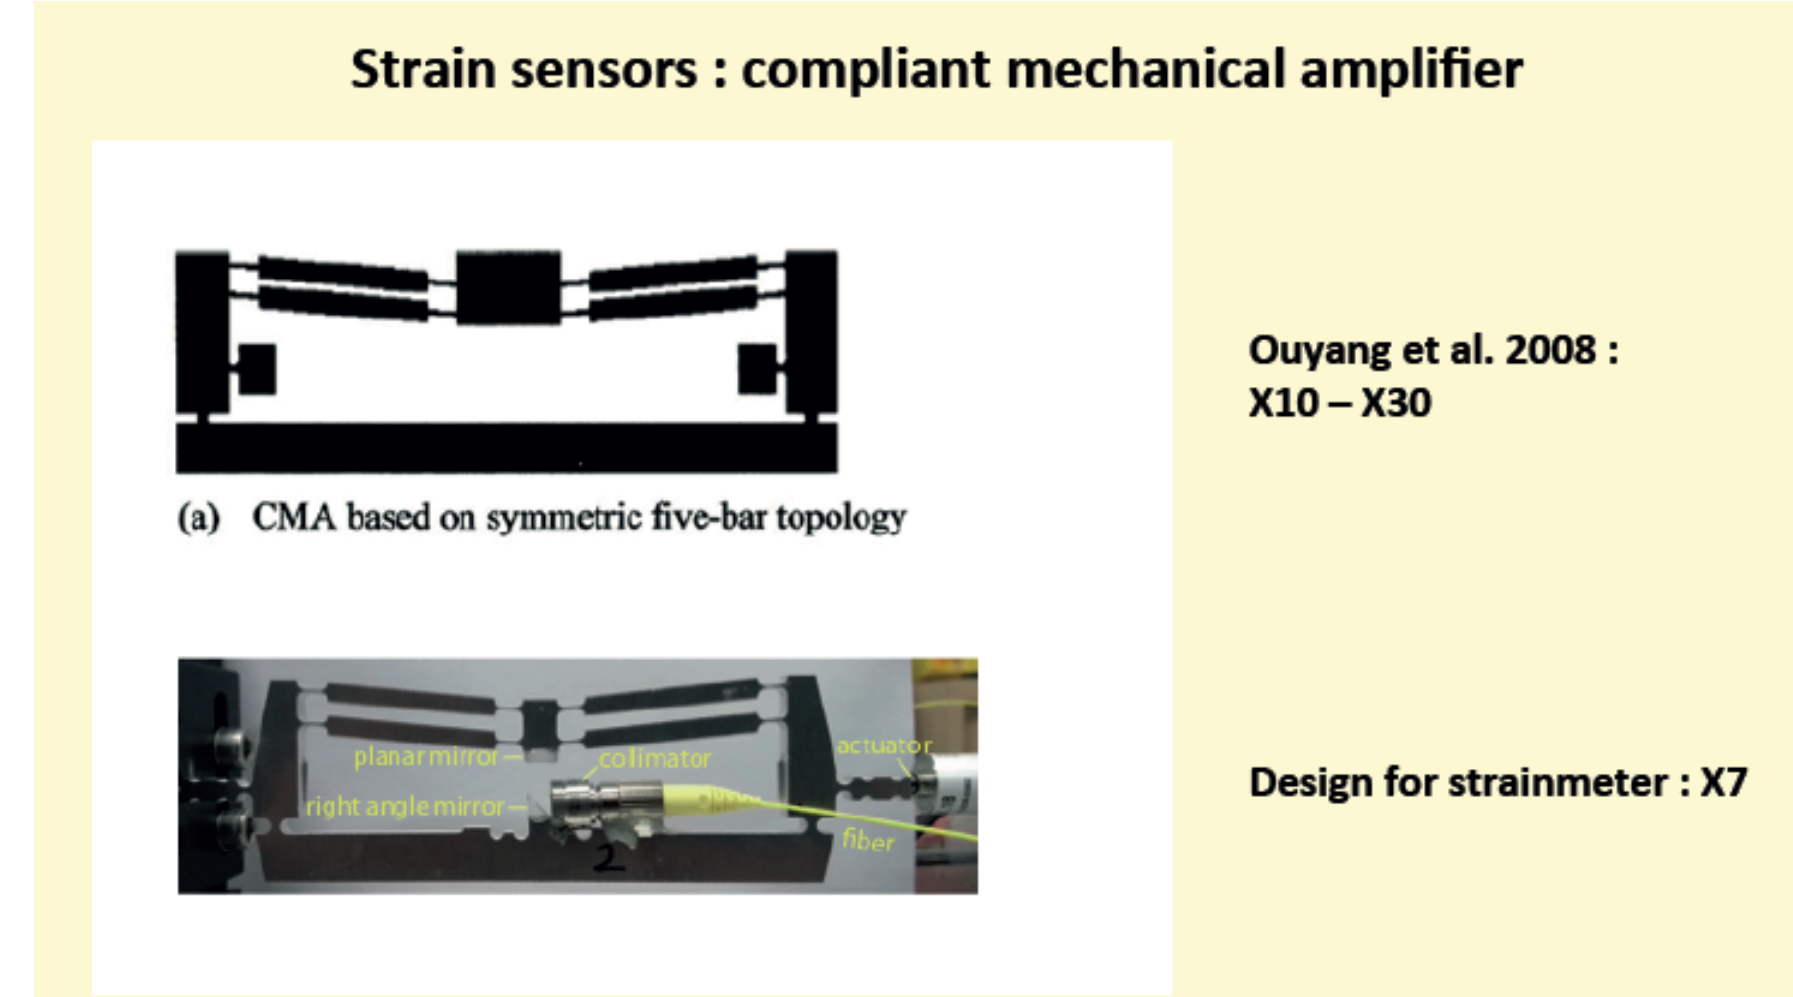 Strain sensors : compliant mechanical amplifier
Ouyang et al. 2008 :
X10 – X30
(a) CMA based on symmetric five-bar topology
planar mirror
collimator
actuator
right angle mirror
fiber
2
Design for strainmeter : X7